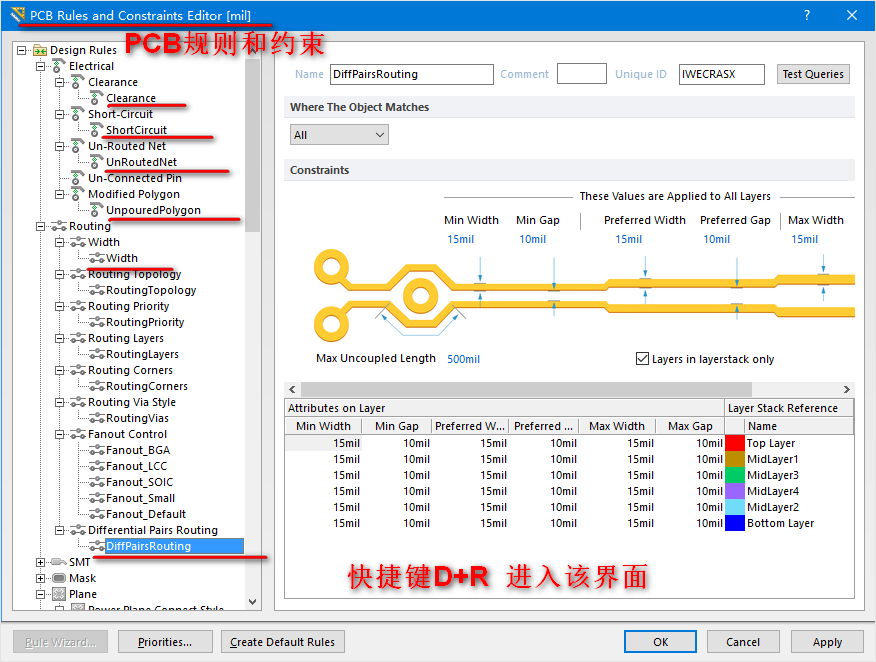 PCB Rules and Constraints Editor [mil]
PCB规则和约束
Design Rules
Electrical
Clearance
Clearance
Short-Circuit
ShortCircuit
Un-Routed Net
UnRoutedNet
Un-Connected Pin
Modified Polygon
UnpouredPolygon
Routing
Width
Width
Routing Topology
RoutingTopology
Routing Priority
RoutingPriority
Routing Layers
RoutingLayers
Routing Corners
RoutingCorners
Routing Via Style
RoutingVias
Fanout Control
Fanout_BGA
Fanout_LCC
Fanout_SOIC
Fanout_Small
Fanout_Default
Differential Pairs Routing
DiffPairsRouting
SMT
Mask
Plane
Power Plane Connect Style
Name DiffPairsRouting Comment Unique ID IWECRASX Test Queries
Where The Object Matches
All
Constraints
These Values are Applied to All Layers
Min Width Min Gap Preferred Width Preferred Gap Max Width
15mil 10mil 15mil 10mil 15mil
Max Uncoupled Length 500mil Layers in layerstack only
Attributes on Layer Layer Stack Reference
Min Width Min Gap Preferred W... Preferred ... Max Width Max Gap Name
15mil 10mil 15mil 10mil 15mil 10mil Top Layer
15mil 10mil 15mil 10mil 15mil 10mil MidLayer1
15mil 10mil 15mil 10mil 15mil 10mil MidLayer3
15mil 10mil 15mil 10mil 15mil 10mil MidLayer4
15mil 10mil 15mil 10mil 15mil 10mil MidLayer2
15mil 10mil 15mil 10mil 15mil 10mil Bottom Layer
快捷键D+R 进入该界面
Rule Wizard... Priorities... Create Default Rules OK Cancel Apply